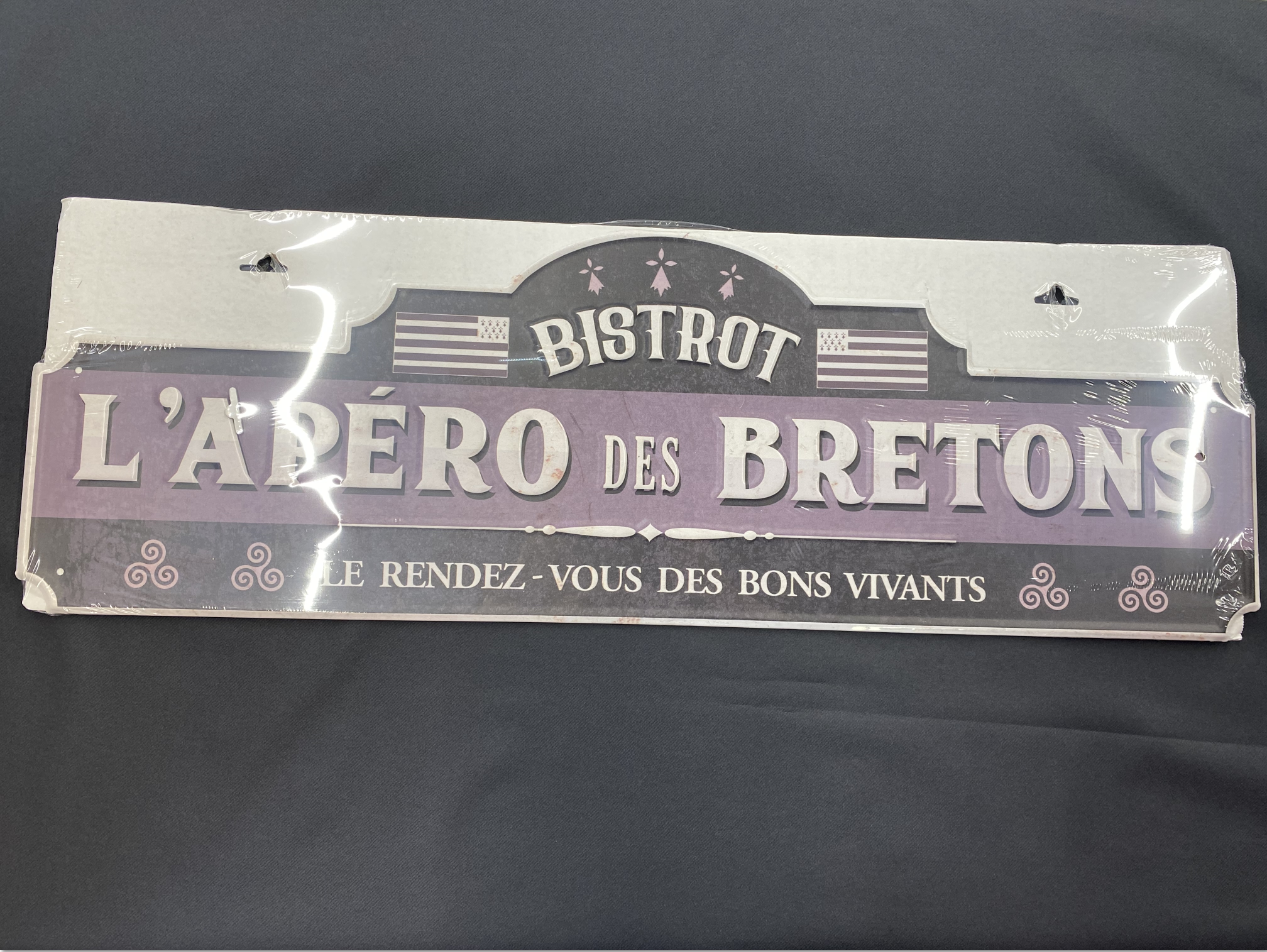 BISTROT
L'APÉRO DES BRETONS
LE RENDEZ-VOUS DES BONS VIVANTS